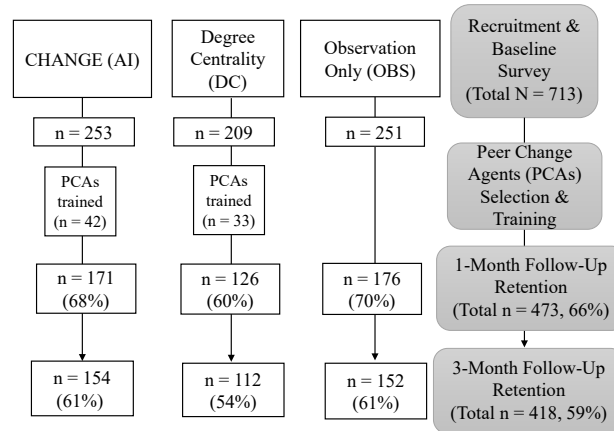 CHANGE (AI)
Degree
Centrality
(DC)
Observation
Only (OBS)
Recruitment &
Baseline
Survey
(Total N = 713)
n = 253
n = 209
n = 251
PCAs
trained
(n = 42)
PCAs
trained
(n = 33)
Peer Change
Agents (PCAs)
Selection &
Training
n = 171
(68%)
n = 126
(60%)
n = 176
(70%)
1-Month Follow-Up
Retention
(Total n = 473, 66%)
n = 154
(61%)
n = 112
(54%)
n = 152
(61%)
3-Month Follow-Up
Retention
(Total n = 418, 59%)